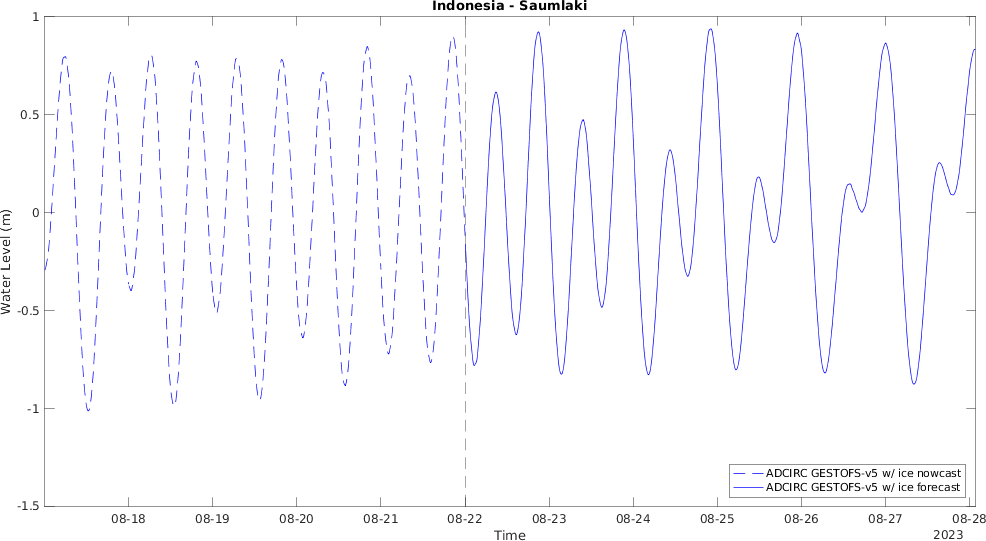 Indonesia - Saumlaki
1
0.5
0
-0.5
-1
-1.5
Water Level (m)
ADCIRC GESTOFS-v5 w/ ice nowcast
ADCIRC GESTOFS-v5 w/ ice forecast
08-18 08-19 08-20 08-21 08-22 08-23 08-24 08-25 08-26 08-27 08-28
Time
2023